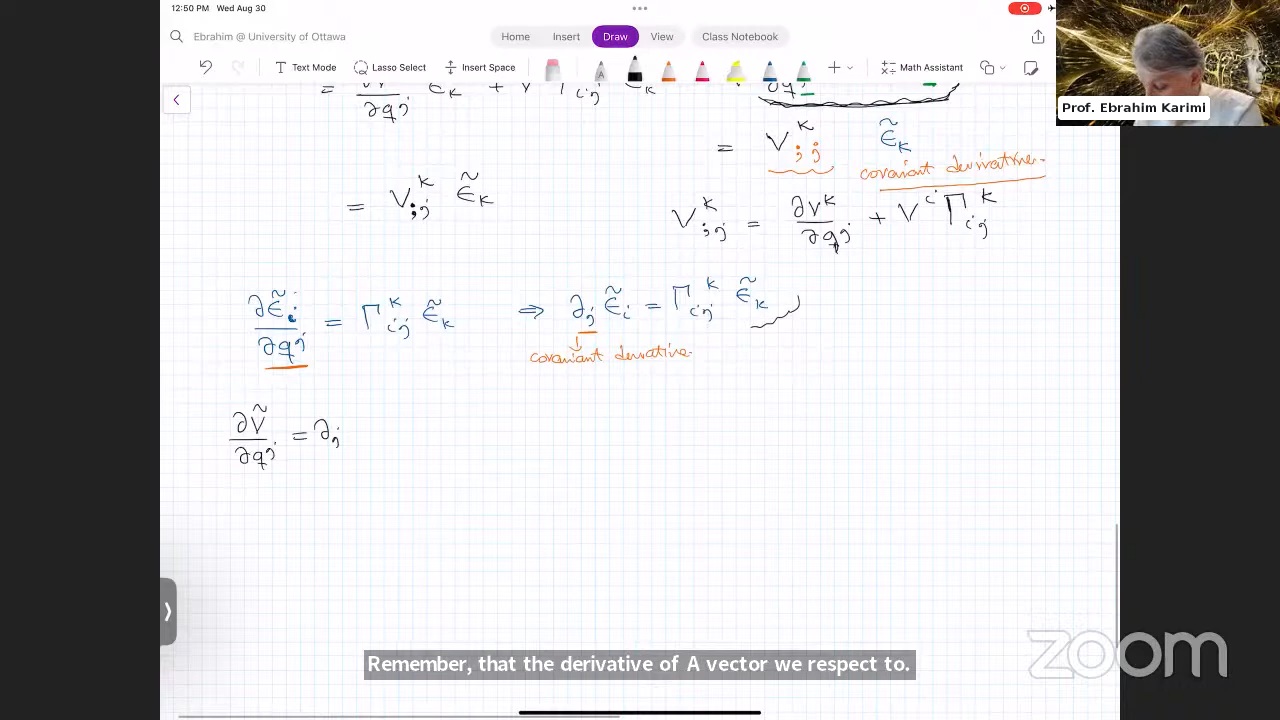 12:50 PM Wed Aug 30
Ebrahim @ University of Ottawa
Home Insert Draw View Class Notebook
Text Mode Lasso Select Insert Space Math Assistant
Prof. Ebrahim Karimi
= V^k_{;j} ε̃_k
covariant derivative.
= V^k_{;j} ε̃_k
V^k_{;j} = ∂V^k/∂q^j + V^i Γ^k_{ij}
∂ε̃_i/∂q^j = Γ^k_{ij} ε̃_k ⇒ ∂_j ε̃_i = Γ^k_{ij} ε̃_k
↓
covariant derivative.
∂Ṽ/∂q^j = ∂_j
Remember, that the derivative of A vector we respect to.
zoom